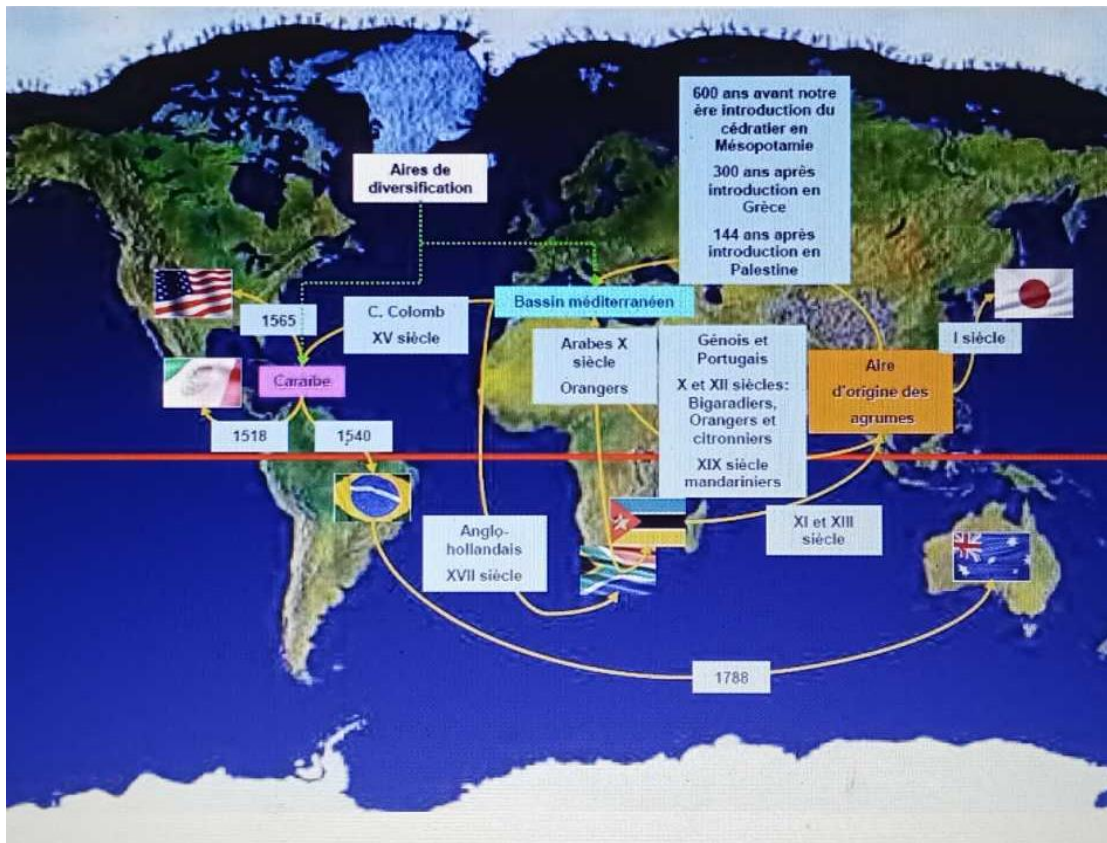 600 ans avant notre
ère introduction du
cédratier en
Mésopotamie
300 ans après
introduction en
Grèce
144 ans après
introduction en
Palestine
Aires de
diversification
Bassin méditerranéen
1565
C. Colomb
XV siècle
Caraïbe
1518
1540
Arabes X
siècle
Orangers
Génois et
Portugais
X et XII siècles:
Bigaradiers,
Orangers et
citronniers
XIX siècle
mandariniers
Aire
d'origine des
agrumes
I siècle
Anglo-
hollandais
XVII siècle
XI et XIII
siècle
1788